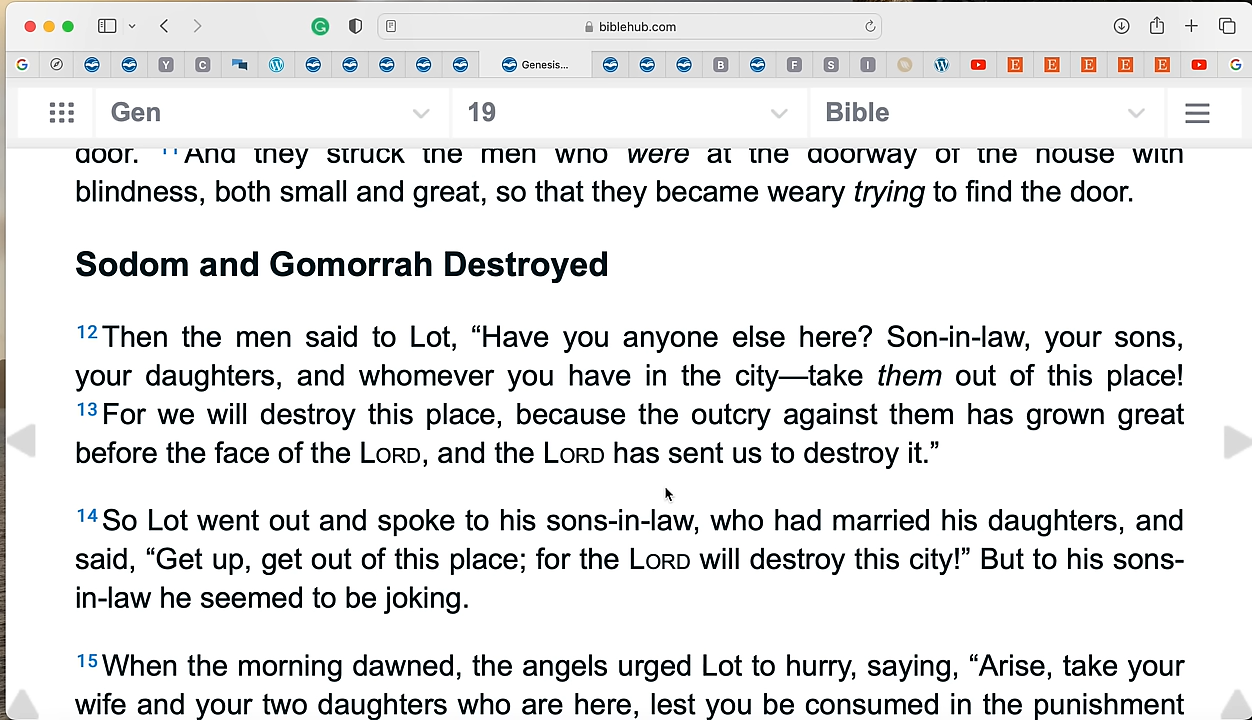 biblehub.com
Y C Genesis... B F S I E E E E E
Gen 19 Bible
door. 11 And they struck the men who were at the doorway of the house with
blindness, both small and great, so that they became weary trying to find the door.
Sodom and Gomorrah Destroyed
12 Then the men said to Lot, “Have you anyone else here? Son-in-law, your sons,
your daughters, and whomever you have in the city—take them out of this place!
13 For we will destroy this place, because the outcry against them has grown great
before the face of the LORD, and the LORD has sent us to destroy it.”
14 So Lot went out and spoke to his sons-in-law, who had married his daughters, and
said, “Get up, get out of this place; for the LORD will destroy this city!” But to his sons-
in-law he seemed to be joking.
15 When the morning dawned, the angels urged Lot to hurry, saying, “Arise, take your
wife and your two daughters who are here, lest you be consumed in the punishment